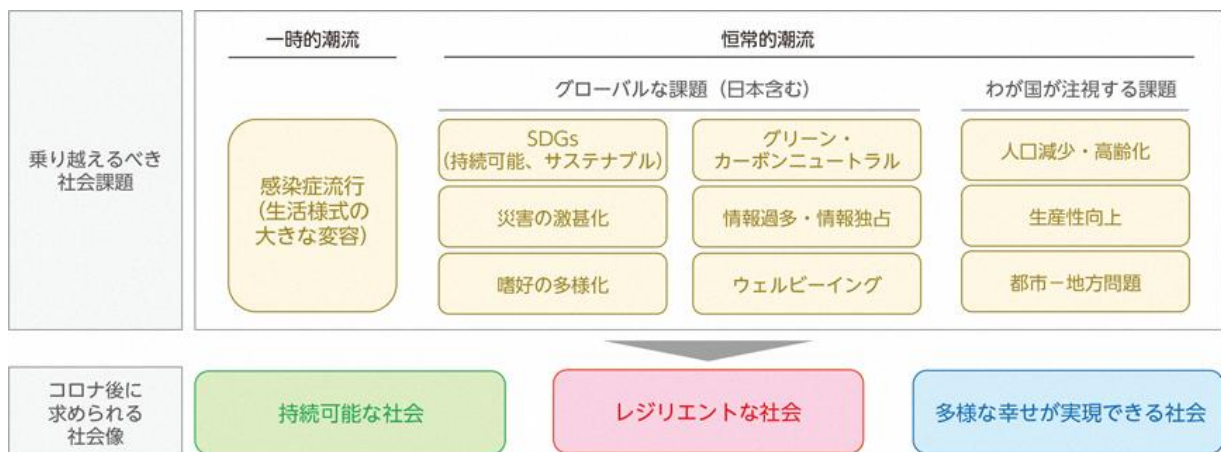 乗り越えるべき
社会課題
一時的潮流
感染症流行
(生活様式の
大きな変容)
恒常的潮流
グローバルな課題(日本含む)
SDGs
(持続可能、サステナブル)
グリーン・
カーボンニュートラル
災害の激甚化
情報過多・情報独占
嗜好の多様化
ウェルビーイング
わが国が注視する課題
人口減少・高齢化
生産性向上
都市－地方問題
コロナ後に
求められる
社会像
持続可能な社会
レジリエントな社会
多様な幸せが実現できる社会